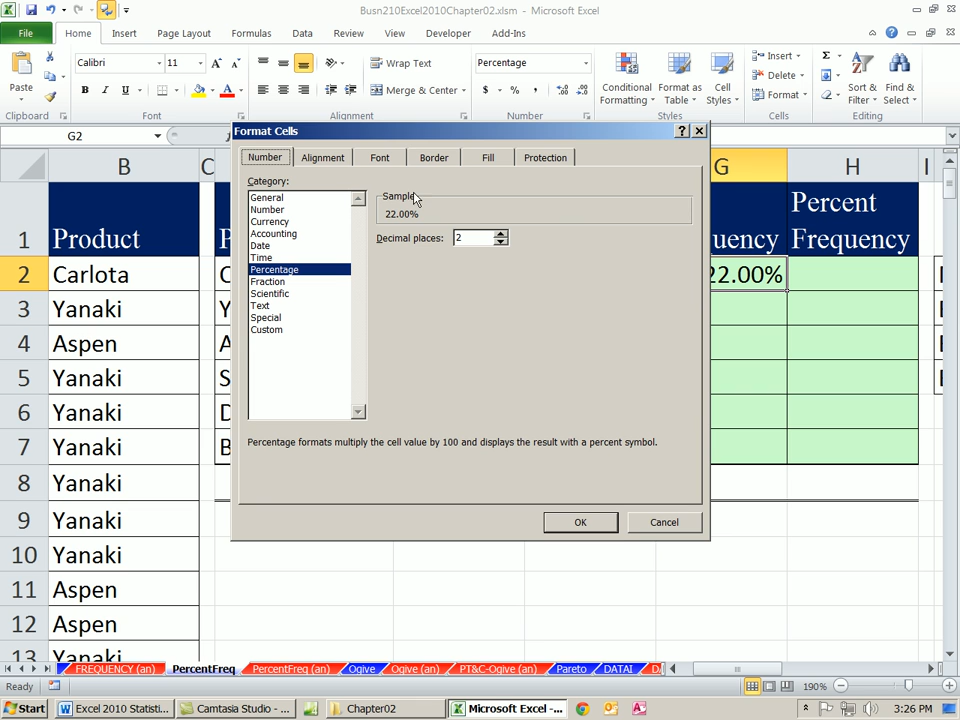 Busn210Excel2010Chapter02.xlsm - Microsoft Excel
File Home Insert Page Layout Formulas Data Review View Developer Add-Ins
Calibri 11 Wrap Text Percentage Insert
Paste B I U Merge & Center $ % , Conditional Formatting Format as Table Cell Styles Delete Format Sort & Filter Find & Select
Clipboard Font Alignment Number Styles Cells Editing
G2
Format Cells
Number Alignment Font Border Fill Protection
Category:
General
Number
Currency
Accounting
Date
Time
Percentage
Fraction
Scientific
Text
Special
Custom
Sample
22.00%
Decimal places: 2
Percentage formats multiply the cell value by 100 and displays the result with a percent symbol.
OK Cancel
B C G H I
1 Product uency Percent Frequency
2 Carlota 22.00%
3 Yanaki
4 Aspen
5 Yanaki
6 Yanaki
7 Yanaki
8 Yanaki
9 Yanaki
10 Yanaki
11 Aspen
12 Aspen
13 Yanaki
FREQUENCY (an) PercentFreq PercentFreq (an) Ogive Ogive (an) PT&C-Ogive (an) Pareto DATAI
Ready 190%
Start Excel 2010 Statisti... Camtasia Studio - ... Chapter02 Microsoft Excel -... 3:26 PM